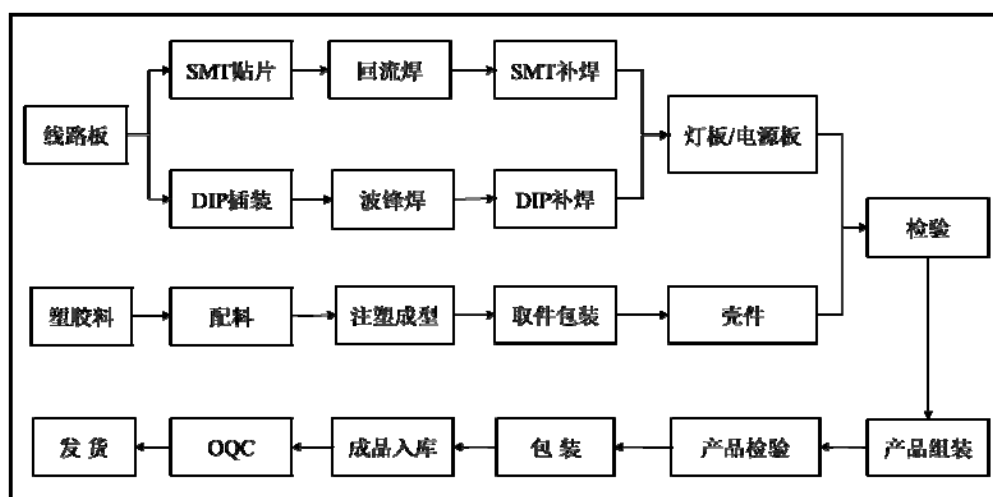 SMT贴片
回流焊
SMT补焊
线路板
灯板/电源板
DIP插装
波锋焊
DIP补焊
检验
塑胶料
配料
注塑成型
取件包装
壳件
发 货
OQC
成品入库
包 装
产品检验
产品组装